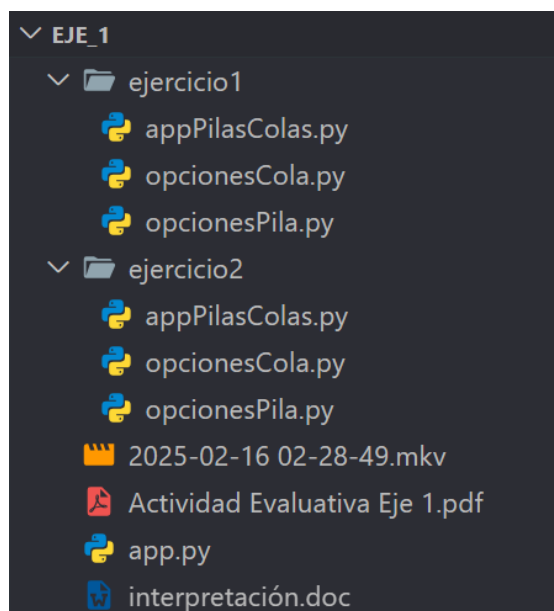 EJE_1
ejercicio1
appPilasColas.py
opcionesCola.py
opcionesPila.py
ejercicio2
appPilasColas.py
opcionesCola.py
opcionesPila.py
2025-02-16 02-28-49.mkv
Actividad Evaluativa Eje 1.pdf
app.py
interpretación.doc